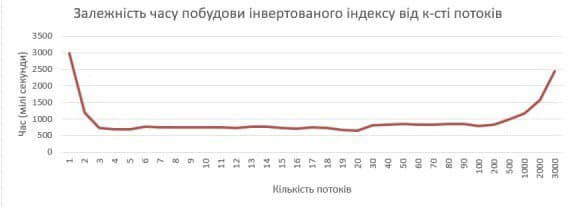 Залежність часу побудови інвертованого індексу від к-сті потоків
Час (мілі секунди)
3500
3000
2500
2000
1500
1000
500
0
1 2 3 4 5 6 7 8 9 10 11 12 13 14 15 16 17 18 19 20 30 40 50 60 70 80 90 100 200 500 1000 2000 3000
Кількість потоків